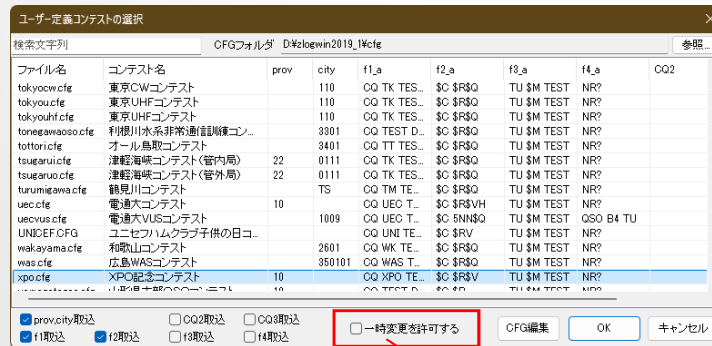 ユーザー定義コンテストの選択
検索文字列 CFGフォルダ D:¥zlogwin2019_1¥cfg 参照...
ファイル名 コンテスト名 prov city f1_a f2_a f3_a f4_a CQ2
tokyocw.cfg 東京CWコンテスト 110 CQ TK TES... $C $R$Q TU $M TEST NR?
tokyou.cfg 東京UHFコンテスト 110 CQ TK TES... $C $R$Q TU $M TEST NR?
tokyouhf.cfg 東京UHFコンテスト 110 CQ TK TES... $C $R$Q TU $M TEST NR?
tonegawaoso.cfg 利根川水系非常通信訓練コン... 3301 CQ TEST D... $C $R$Q TU $M TEST NR?
tottori.cfg オール鳥取コンテスト 3401 CQ TT TES... $C $R$Q TU $M TEST NR?
tsugarui.cfg 津軽海峡コンテスト(管内局) 22 0111 CQ TK TES... $C $R$Q TU $M TEST NR?
tsugaruo.cfg 津軽海峡コンテスト(管外局) 22 0111 CQ TK TES... $C $R$Q TU $M TEST NR?
turumigawa.cfg 鶴見川コンテスト TS CQ TM TE... $C $R$Q TU $M TEST NR?
uec.cfg 電通大コンテスト 10 CQ UEC T... $C $R$VH TU $M TEST NR?
uecvus.cfg 電通大VUSコンテスト 1009 CQ UEC T... $C 5NN$Q TU $M TEST QSO B4 TU
UNICEF.CFG ユニセフハムクラブ子供の日コ... CQ UNI TE... $C $RV TU $M TEST NR?
wakayama.cfg 和歌山コンテスト 2601 CQ WK TE... $C $R$Q TU $M TEST NR?
was.cfg 広島WASコンテスト 350101 CQ WAS T... $C $R$Q TU $M TEST NR?
xpo.cfg XPO記念コンテスト 10 CQ XPO TE... $C $R$V TU $M TEST NR?
prov,city取込 CQ2取込 CQ3取込 一時変更を許可する CFG編集 OK キャンセル
f1取込 f2取込 f3取込 f4取込